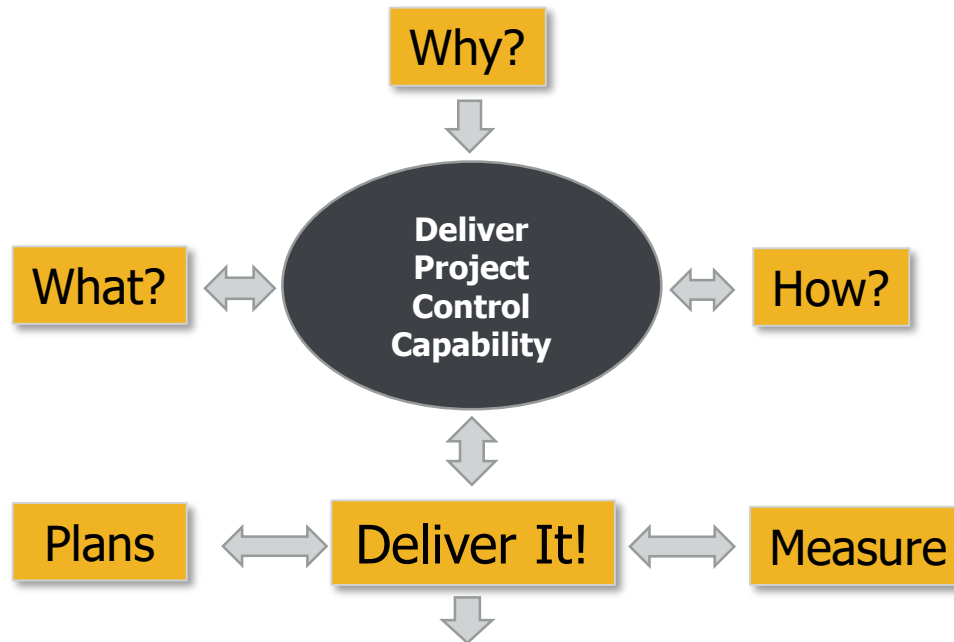 Why?
Deliver
Project
Control
Capability
What?
How?
Plans
Deliver It!
Measure